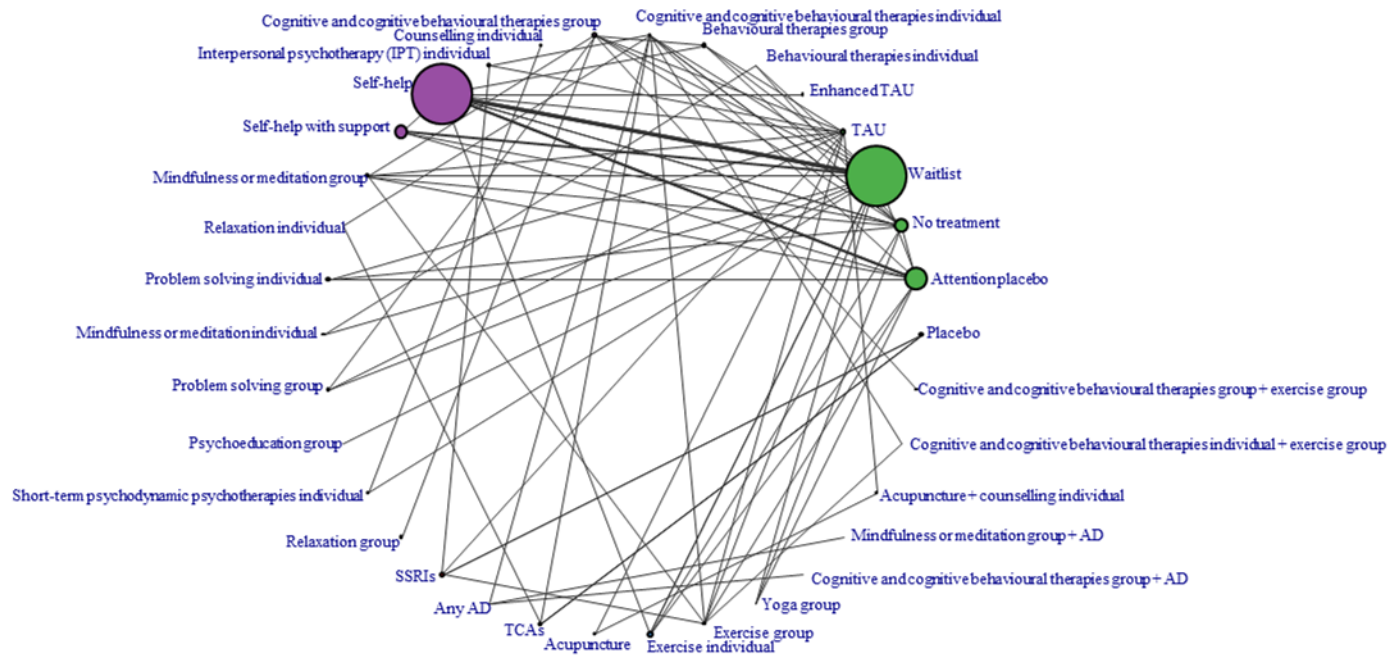 Cognitive and cognitive behavioural therapies group
Cognitive and cognitive behavioural therapies individual
Counselling individual
Behavioural therapies group
Interpersonal psychotherapy (IPT) individual
Behavioural therapies individual
Self-help
Enhanced TAU
Self-help with support
TAU
Mindfulness or meditation group
Waitlist
Relaxation individual
No treatment
Problem solving individual
Attention placebo
Mindfulness or meditation individual
Placebo
Problem solving group
Cognitive and cognitive behavioural therapies group + exercise group
Psychoeducation group
Cognitive and cognitive behavioural therapies individual + exercise group
Short-term psychodynamic psychotherapies individual
Acupuncture + counselling individual
Relaxation group
Mindfulness or meditation group + AD
SSRIs
Cognitive and cognitive behavioural therapies group + AD
Any AD
Yoga group
TCAs
Exercise group
Acupuncture
Exercise individual